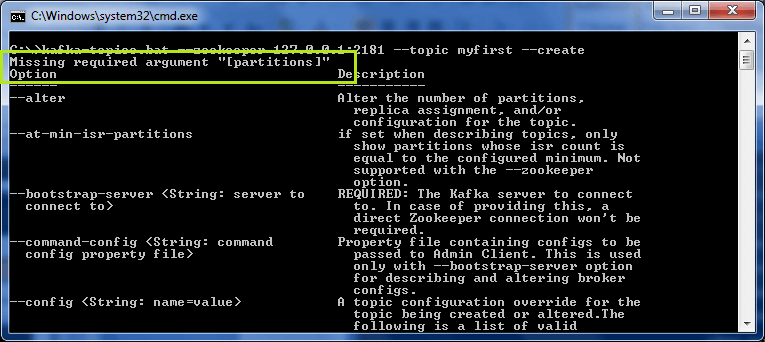 C:\Windows\system32\cmd.exe
C:\>kafka-topics.bat --zookeeper 127.0.0.1:2181 --topic myfirst --create
Missing required argument "[partitions]"
Option Description
------ -----------
--alter Alter the number of partitions,
replica assignment, and/or
configuration for the topic.
--at-min-isr-partitions if set when describing topics, only
show partitions whose isr count is
equal to the configured minimum. Not
supported with the --zookeeper
option.
--bootstrap-server <String: server to REQUIRED: The Kafka server to connect
connect to> to. In case of providing this, a
direct Zookeeper connection won't be
required.
--command-config <String: command Property file containing configs to be
config property file> passed to Admin Client. This is used
only with --bootstrap-server option
for describing and altering broker
configs.
--config <String: name=value> A topic configuration override for the
topic being created or altered.The
following is a list of valid